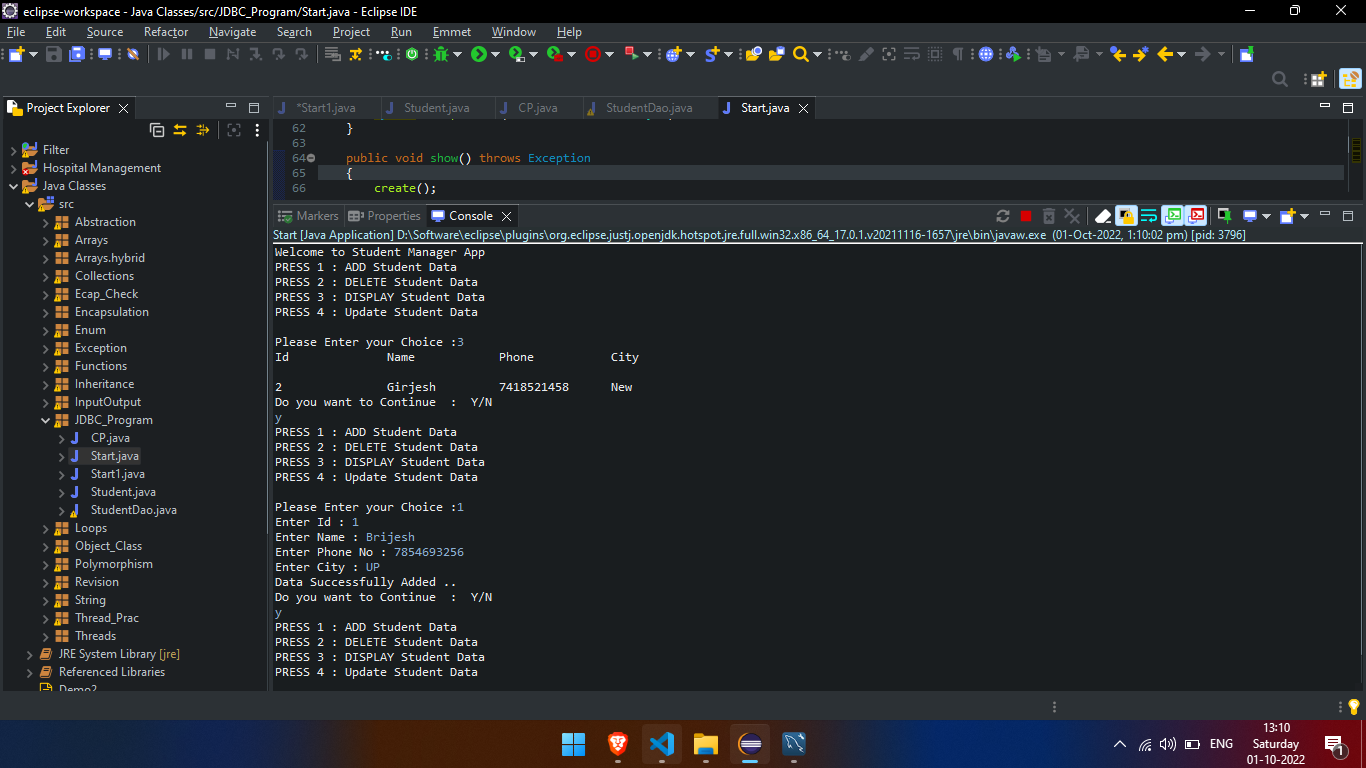 eclipse-workspace - Java Classes/src/JDBC_Program/Start.java - Eclipse IDE
File Edit Source Refactor Navigate Search Project Run Emmet Window Help
Project Explorer
Filter
Hospital Management
Java Classes
src
Abstraction
Arrays
Arrays.hybrid
Collections
Ecap_Check
Encapsulation
Enum
Exception
Functions
Inheritance
InputOutput
JDBC_Program
CP.java
Start.java
Start1.java
Student.java
StudentDao.java
Loops
Object_Class
Polymorphism
Revision
String
Thread_Prac
Threads
JRE System Library [jre]
Referenced Libraries
Demo2
*Start1.java Student.java CP.java StudentDao.java Start.java
62 }
63
64 public void show() throws Exception
65 {
66 create();
Markers Properties Console
Start [Java Application] D:\Software\eclipse\plugins\org.eclipse.justj.openjdk.hotspot.jre.full.win32.x86_64_17.0.1.v20211116-1657\jre\bin\javaw.exe (01-Oct-2022, 1:10:02 pm) [pid: 3796]
Welcome to Student Manager App
PRESS 1 : ADD Student Data
PRESS 2 : DELETE Student Data
PRESS 3 : DISPLAY Student Data
PRESS 4 : Update Student Data
Please Enter your Choice :3
Id Name Phone City
2 Girjesh 7418521458 New
Do you want to Continue : Y/N
y
PRESS 1 : ADD Student Data
PRESS 2 : DELETE Student Data
PRESS 3 : DISPLAY Student Data
PRESS 4 : Update Student Data
Please Enter your Choice :1
Enter Id : 1
Enter Name : Brijesh
Enter Phone No : 7854693256
Enter City : UP
Data Successfully Added ..
Do you want to Continue : Y/N
y
PRESS 1 : ADD Student Data
PRESS 2 : DELETE Student Data
PRESS 3 : DISPLAY Student Data
PRESS 4 : Update Student Data
ENG
13:10
Saturday
01-10-2022
1